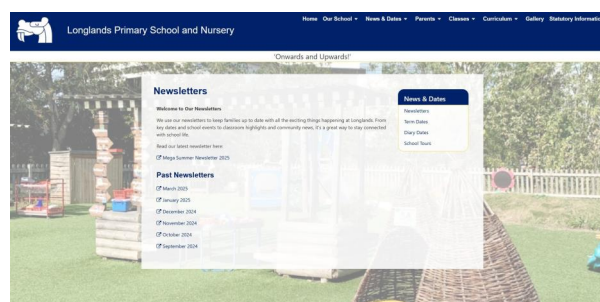 Longlands Primary School and Nursery
Home Our School News & Dates Parents Classes Curriculum Gallery Statutory Informatio
'Onwards and Upwards!'
Newsletters
Welcome to Our Newsletters
We use our newsletters to keep families up to date with all the exciting things happening at Longlands. From
key dates and school events to classroom highlights and community news, it's a great way to stay connected
with school life.
Read our latest newsletter here:
Mega Summer Newsletter 2025
Past Newsletters
March 2025
January 2025
December 2024
November 2024
October 2024
September 2024
News & Dates
Newsletters
Term Dates
Diary Dates
School Tours